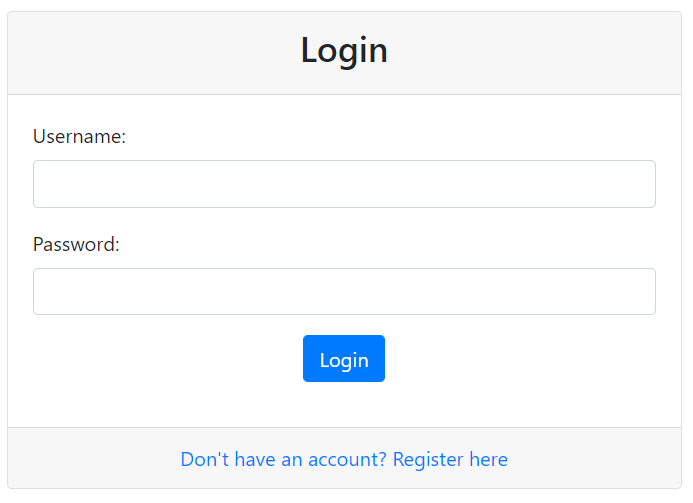 Login
Username:
Password:
Login
Don't have an account? Register here